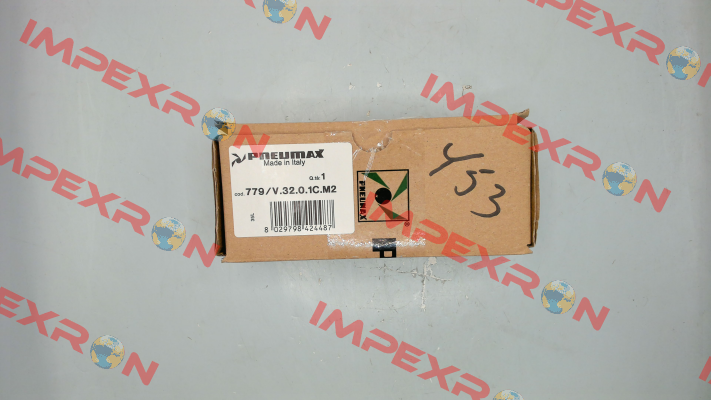 PNEUMAX
Made in Italy
Q.tà 1
cod. 779/V.32.0.1C.M2
8 029798 424487
PNEUMAX
453
IMPEXRON
IMPEXRON
IMPEXRON
IMPEXRON
IMPEXRON
IMPEXRON
IMPEXRON